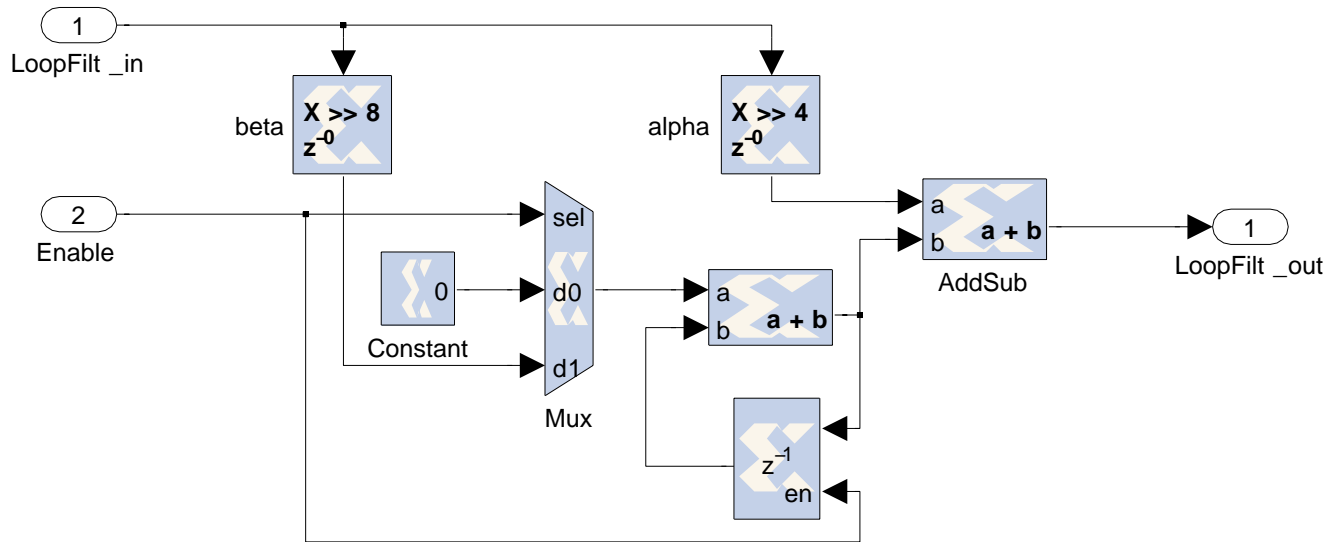 1
LoopFilt _in
beta
X >> 8
z–0
alpha
X >> 4
z–0
2
Enable
sel
d0
d1
Mux
0
Constant
a
b
a + b
a
b
a + b
AddSub
1
LoopFilt _out
z–1
en